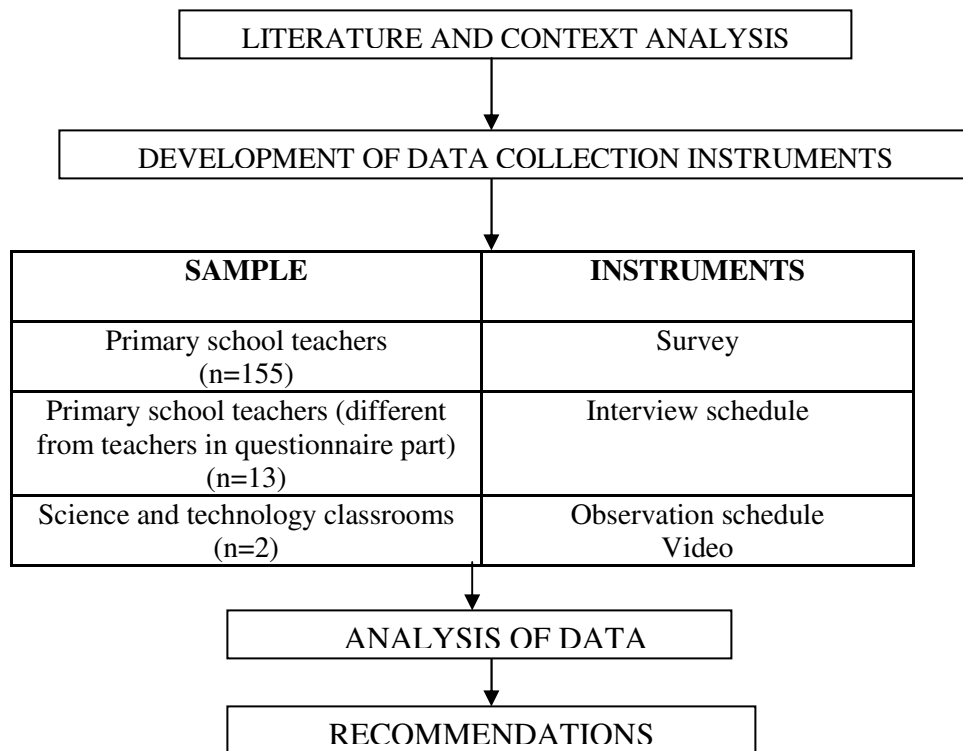 LITERATURE AND CONTEXT ANALYSIS
DEVELOPMENT OF DATA COLLECTION INSTRUMENTS
SAMPLE
INSTRUMENTS
Primary school teachers
(n=155)
Survey
Primary school teachers (different
from teachers in questionnaire part)
(n=13)
Interview schedule
Science and technology classrooms
(n=2)
Observation schedule
Video
ANALYSIS OF DATA
RECOMMENDATIONS